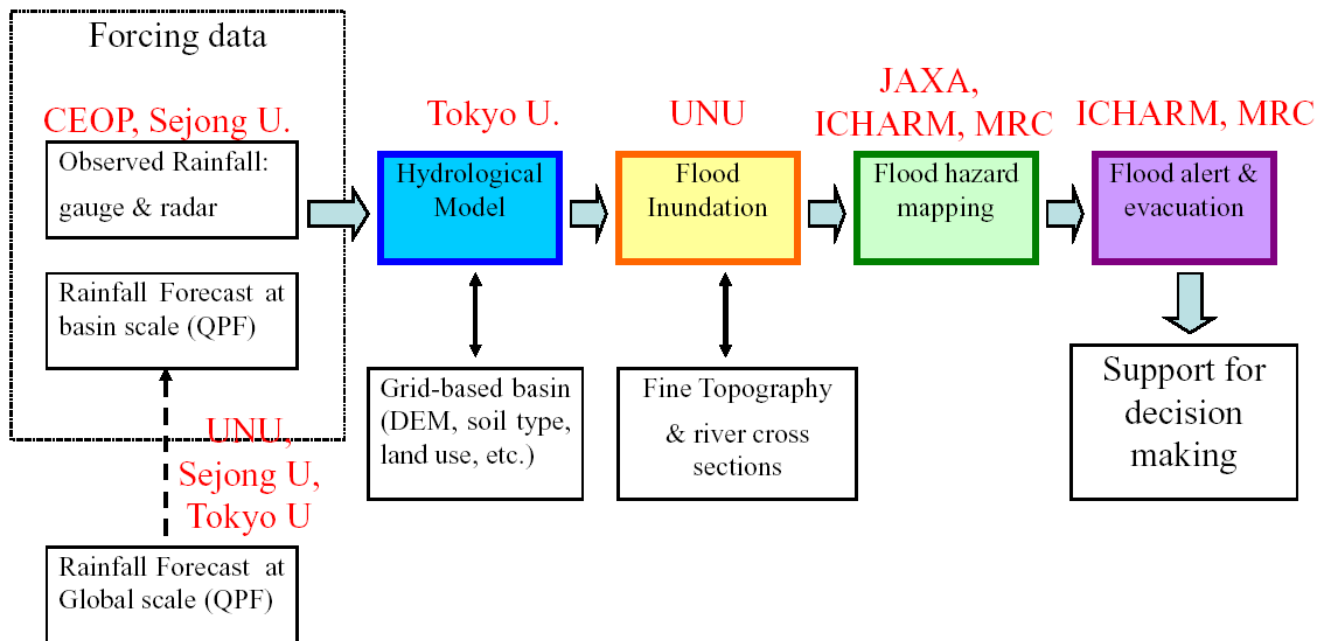 Forcing data
CEOP, Sejong U.
Observed Rainfall:
gauge & radar
Rainfall Forecast at
basin scale (QPF)
UNU,
Sejong U,
Tokyo U
Rainfall Forecast at
Global scale (QPF)
Tokyo U.
Hydrological
Model
Grid-based basin
(DEM, soil type,
land use, etc.)
UNU
Flood
Inundation
Fine Topography
& river cross
sections
JAXA,
ICHARM, MRC
Flood hazard
mapping
ICHARM, MRC
Flood alert &
evacuation
Support for
decision
making